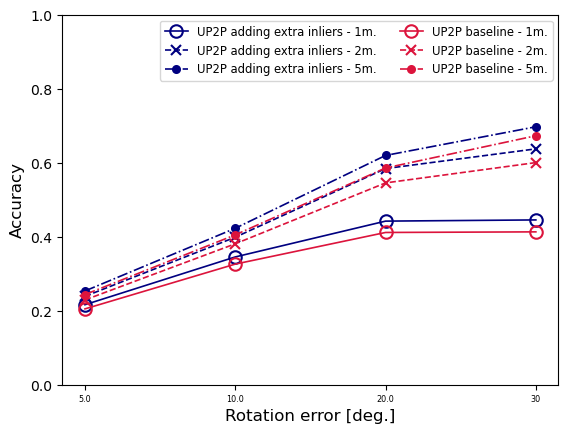 UP2P adding extra inliers - 1m.
UP2P adding extra inliers - 2m.
UP2P adding extra inliers - 5m.
UP2P baseline - 1m.
UP2P baseline - 2m.
UP2P baseline - 5m.
Accuracy
1.0
0.8
0.6
0.4
0.2
0.0
5.0 10.0 20.0 30
Rotation error [deg.]